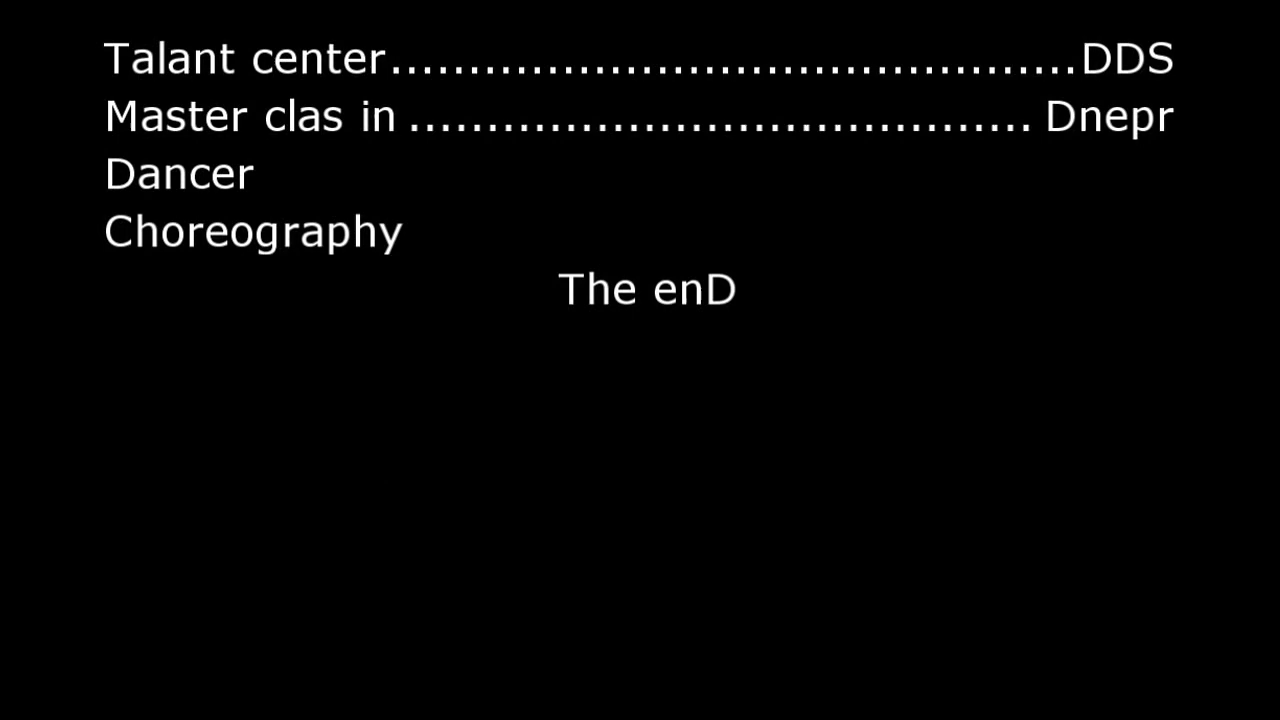 Talant center............................................DDS
Master clas in ........................................ Dnepr
Dancer
Choreography
The enD